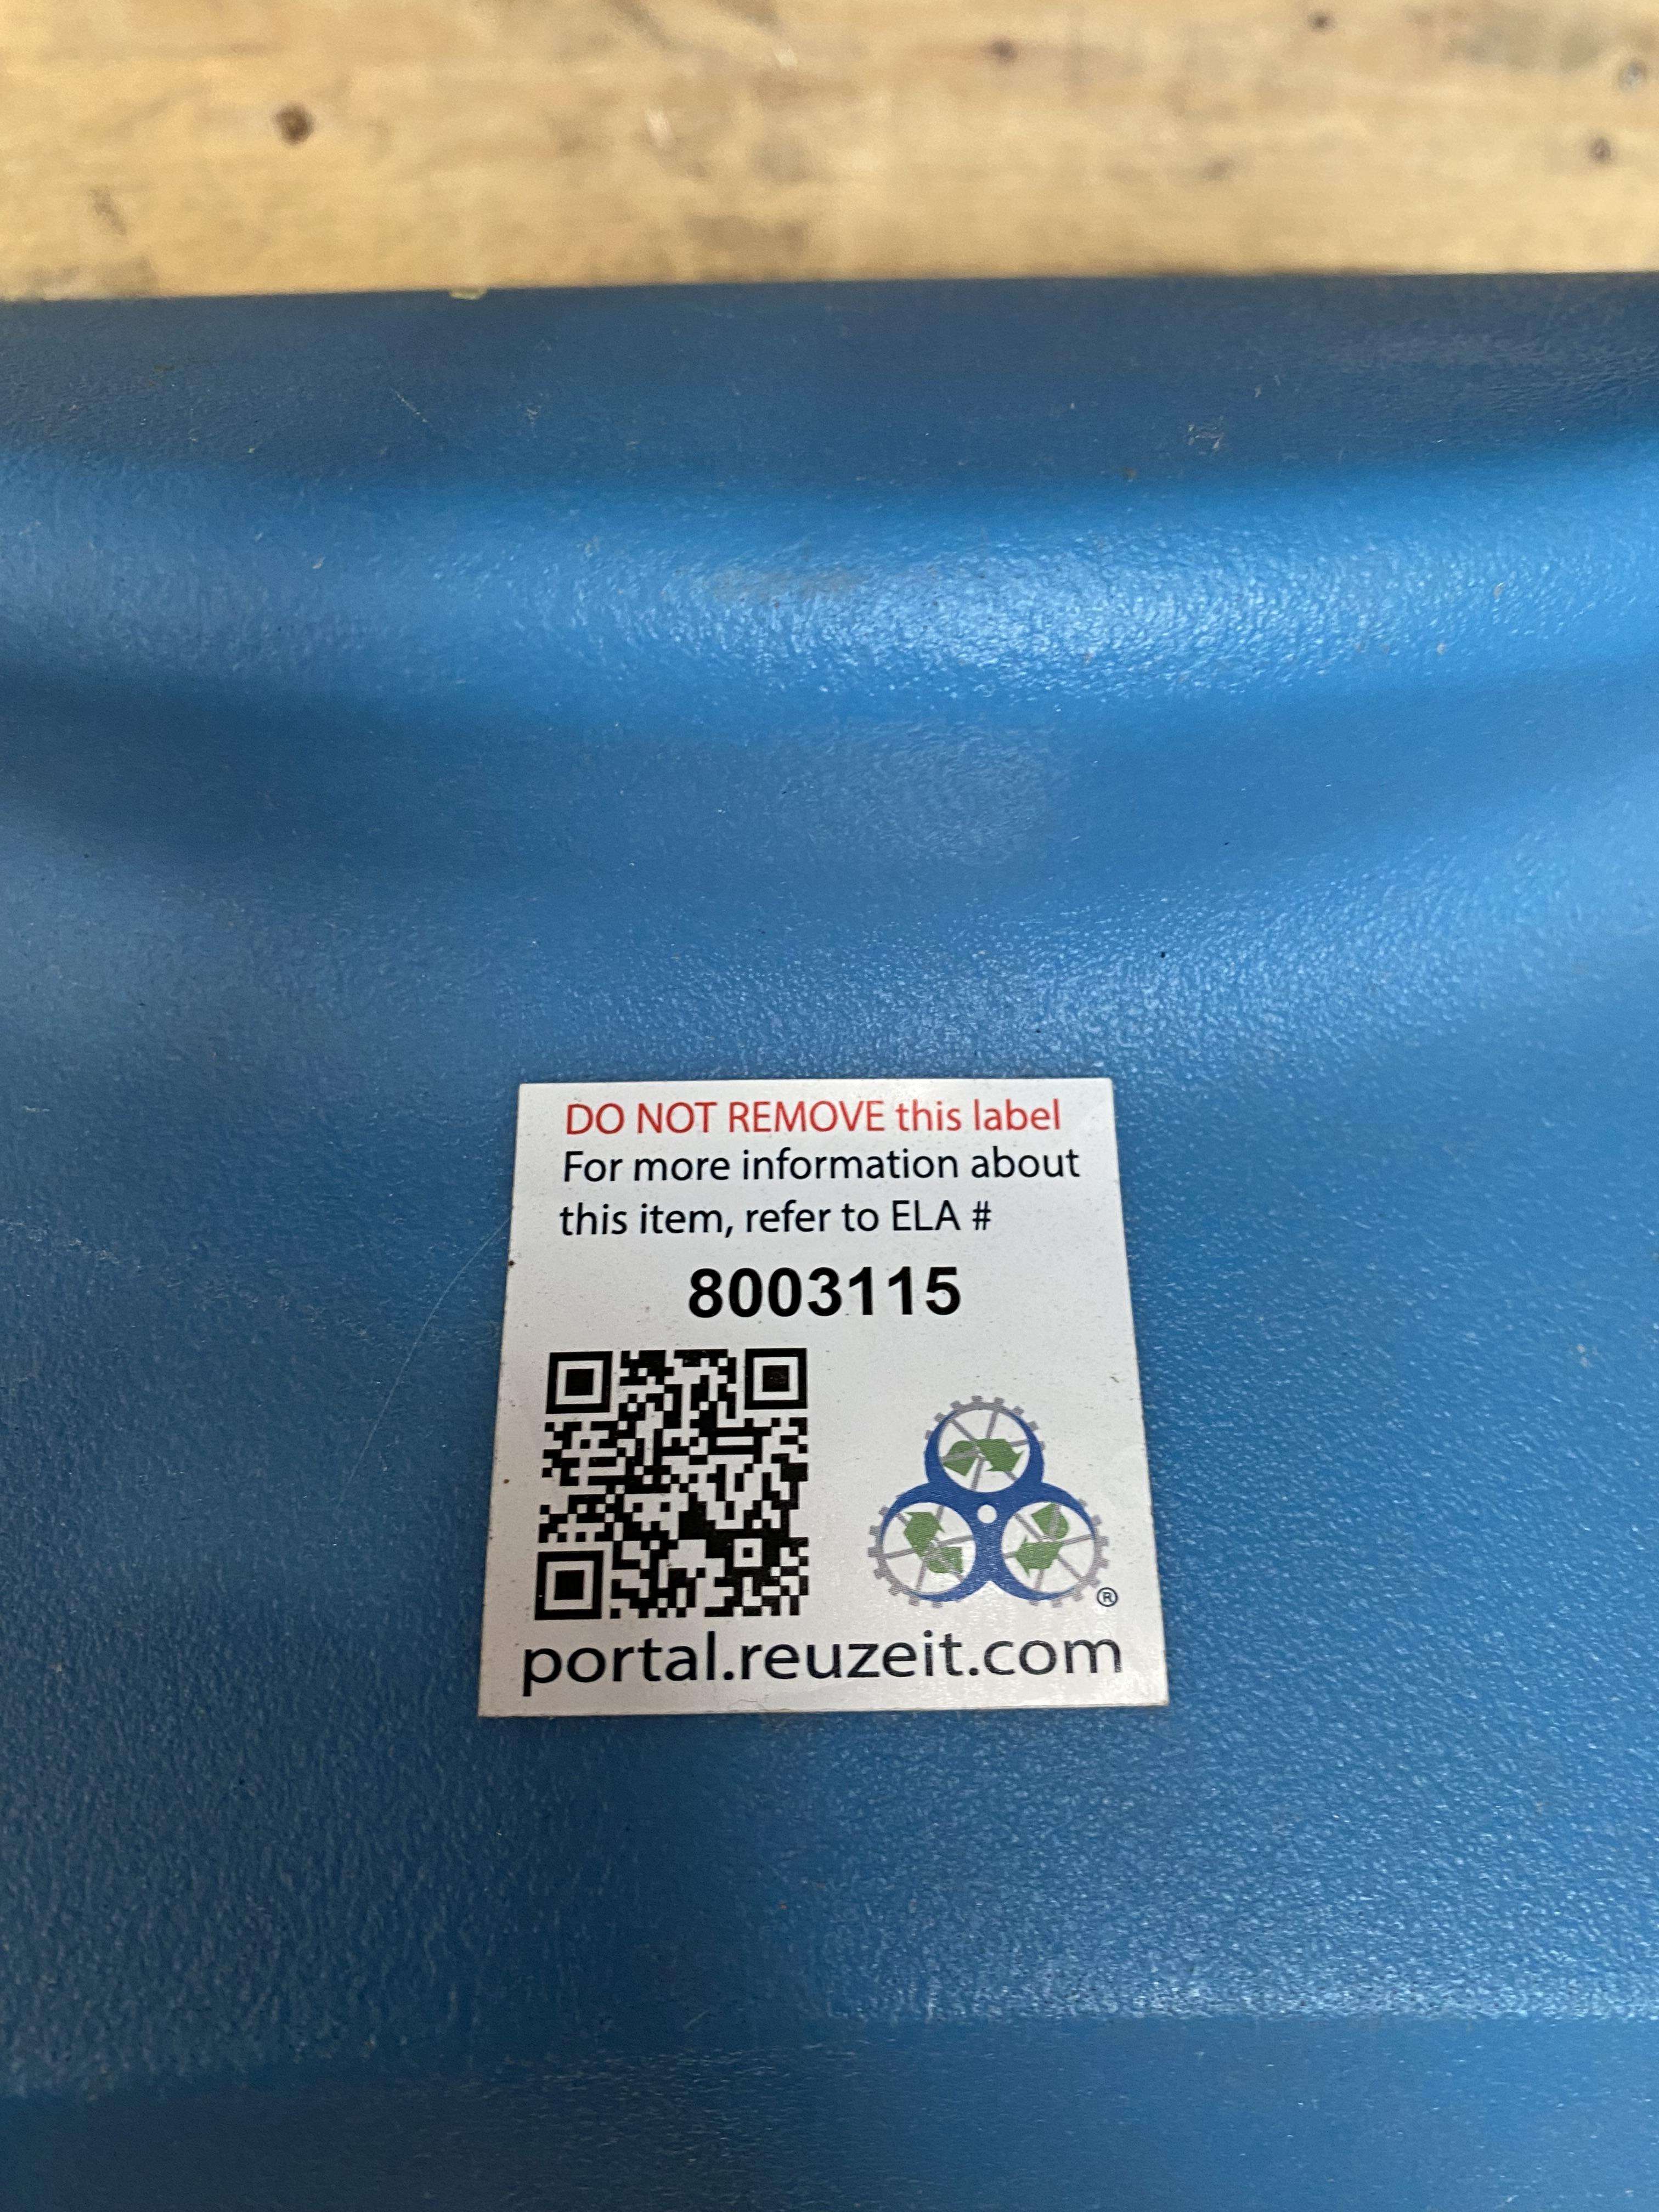 DO NOT REMOVE this label
For more information about
this item, refer to ELA #
8003115
®
portal.reuzeit.com